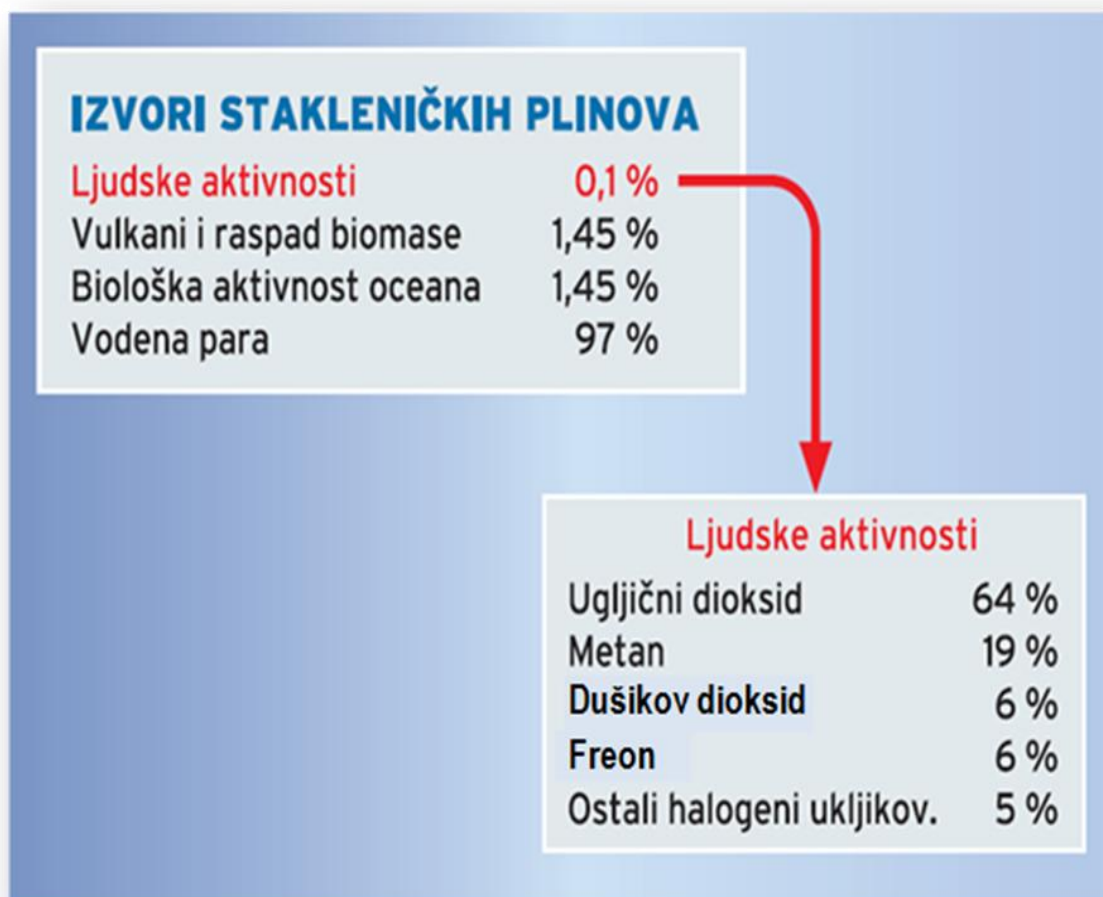 IZVORI STAKLENIČKIH PLINOVA
Ljudske aktivnosti 0,1 %
Vulkani i raspad biomase 1,45 %
Biološka aktivnost oceana 1,45 %
Vodena para 97 %
Ljudske aktivnosti
Ugljični dioksid 64 %
Metan 19 %
Dušikov dioksid 6 %
Freon 6 %
Ostali halogeni ukljikov. 5 %